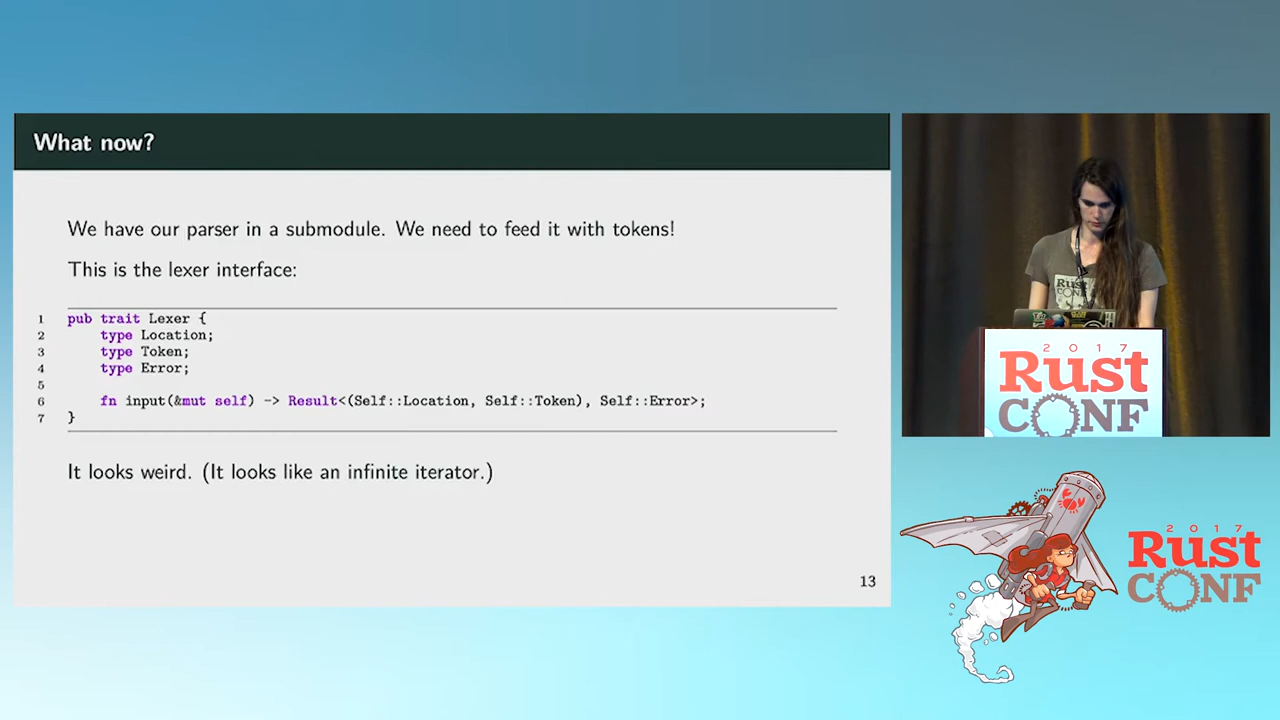 What now?
We have our parser in a submodule. We need to feed it with tokens!
This is the lexer interface:
1 pub trait Lexer {
2 type Location;
3 type Token;
4 type Error;
5
6 fn input(&mut self) -> Result<(Self::Location, Self::Token), Self::Error>;
7 }
It looks weird. (It looks like an infinite iterator.)
13
Rust
CONF
2017
Rust
CONF
2017
Rust
CONF